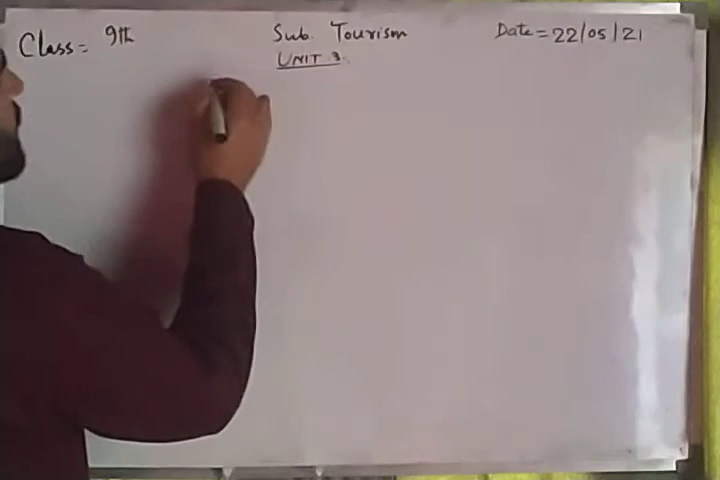 Class = 9th Sub. Tourism Date = 22/05/21
UNIT 3.